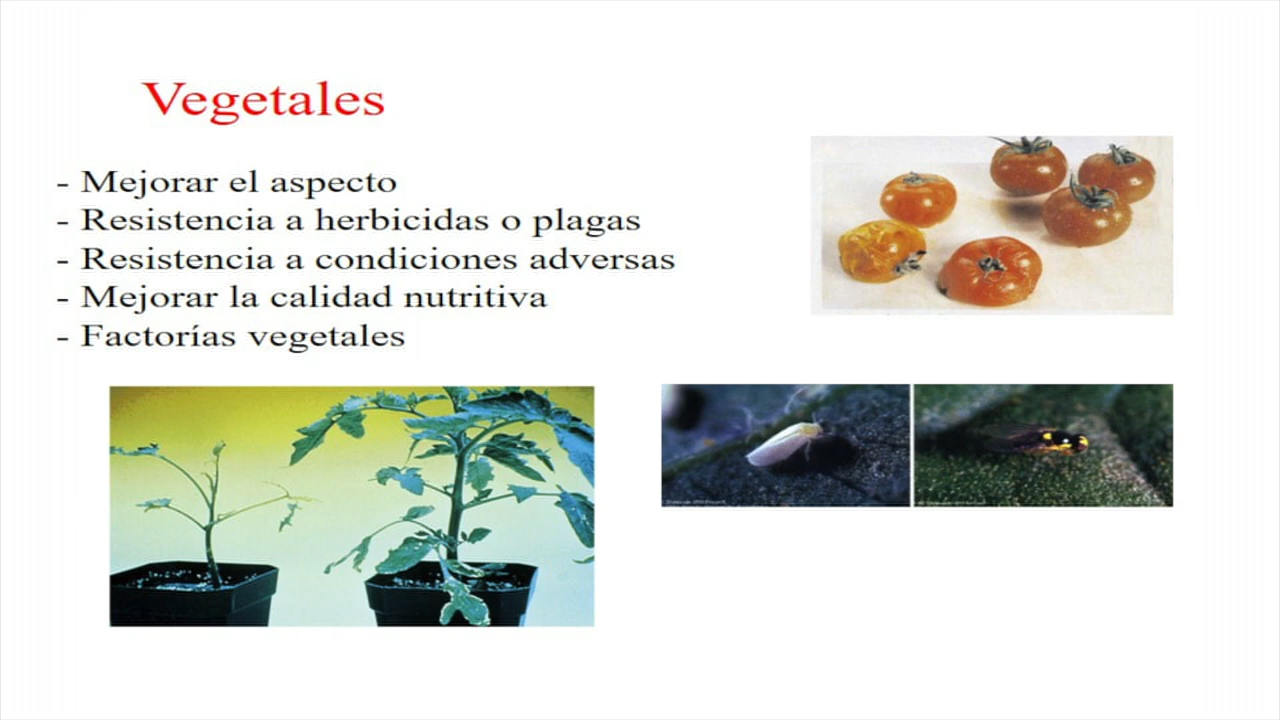 Vegetales
- Mejorar el aspecto
- Resistencia a herbicidas o plagas
- Resistencia a condiciones adversas
- Mejorar la calidad nutritiva
- Factorías vegetales